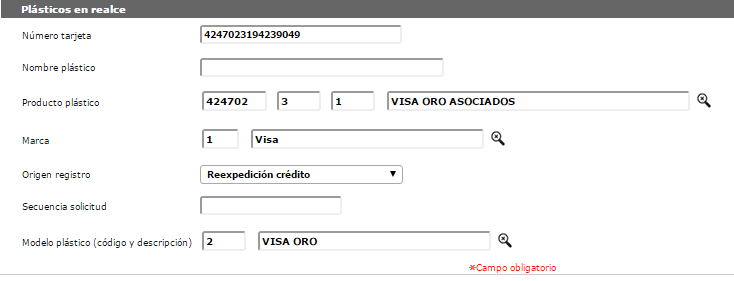 Plásticos en realce
Número tarjeta 4247023194239049
Nombre plástico
Producto plástico 424702 3 1 VISA ORO ASOCIADOS
Marca 1 Visa
Origen registro Reexpedición crédito
Secuencia solicitud
Modelo plástico (código y descripción) 2 VISA ORO
*Campo obligatorio